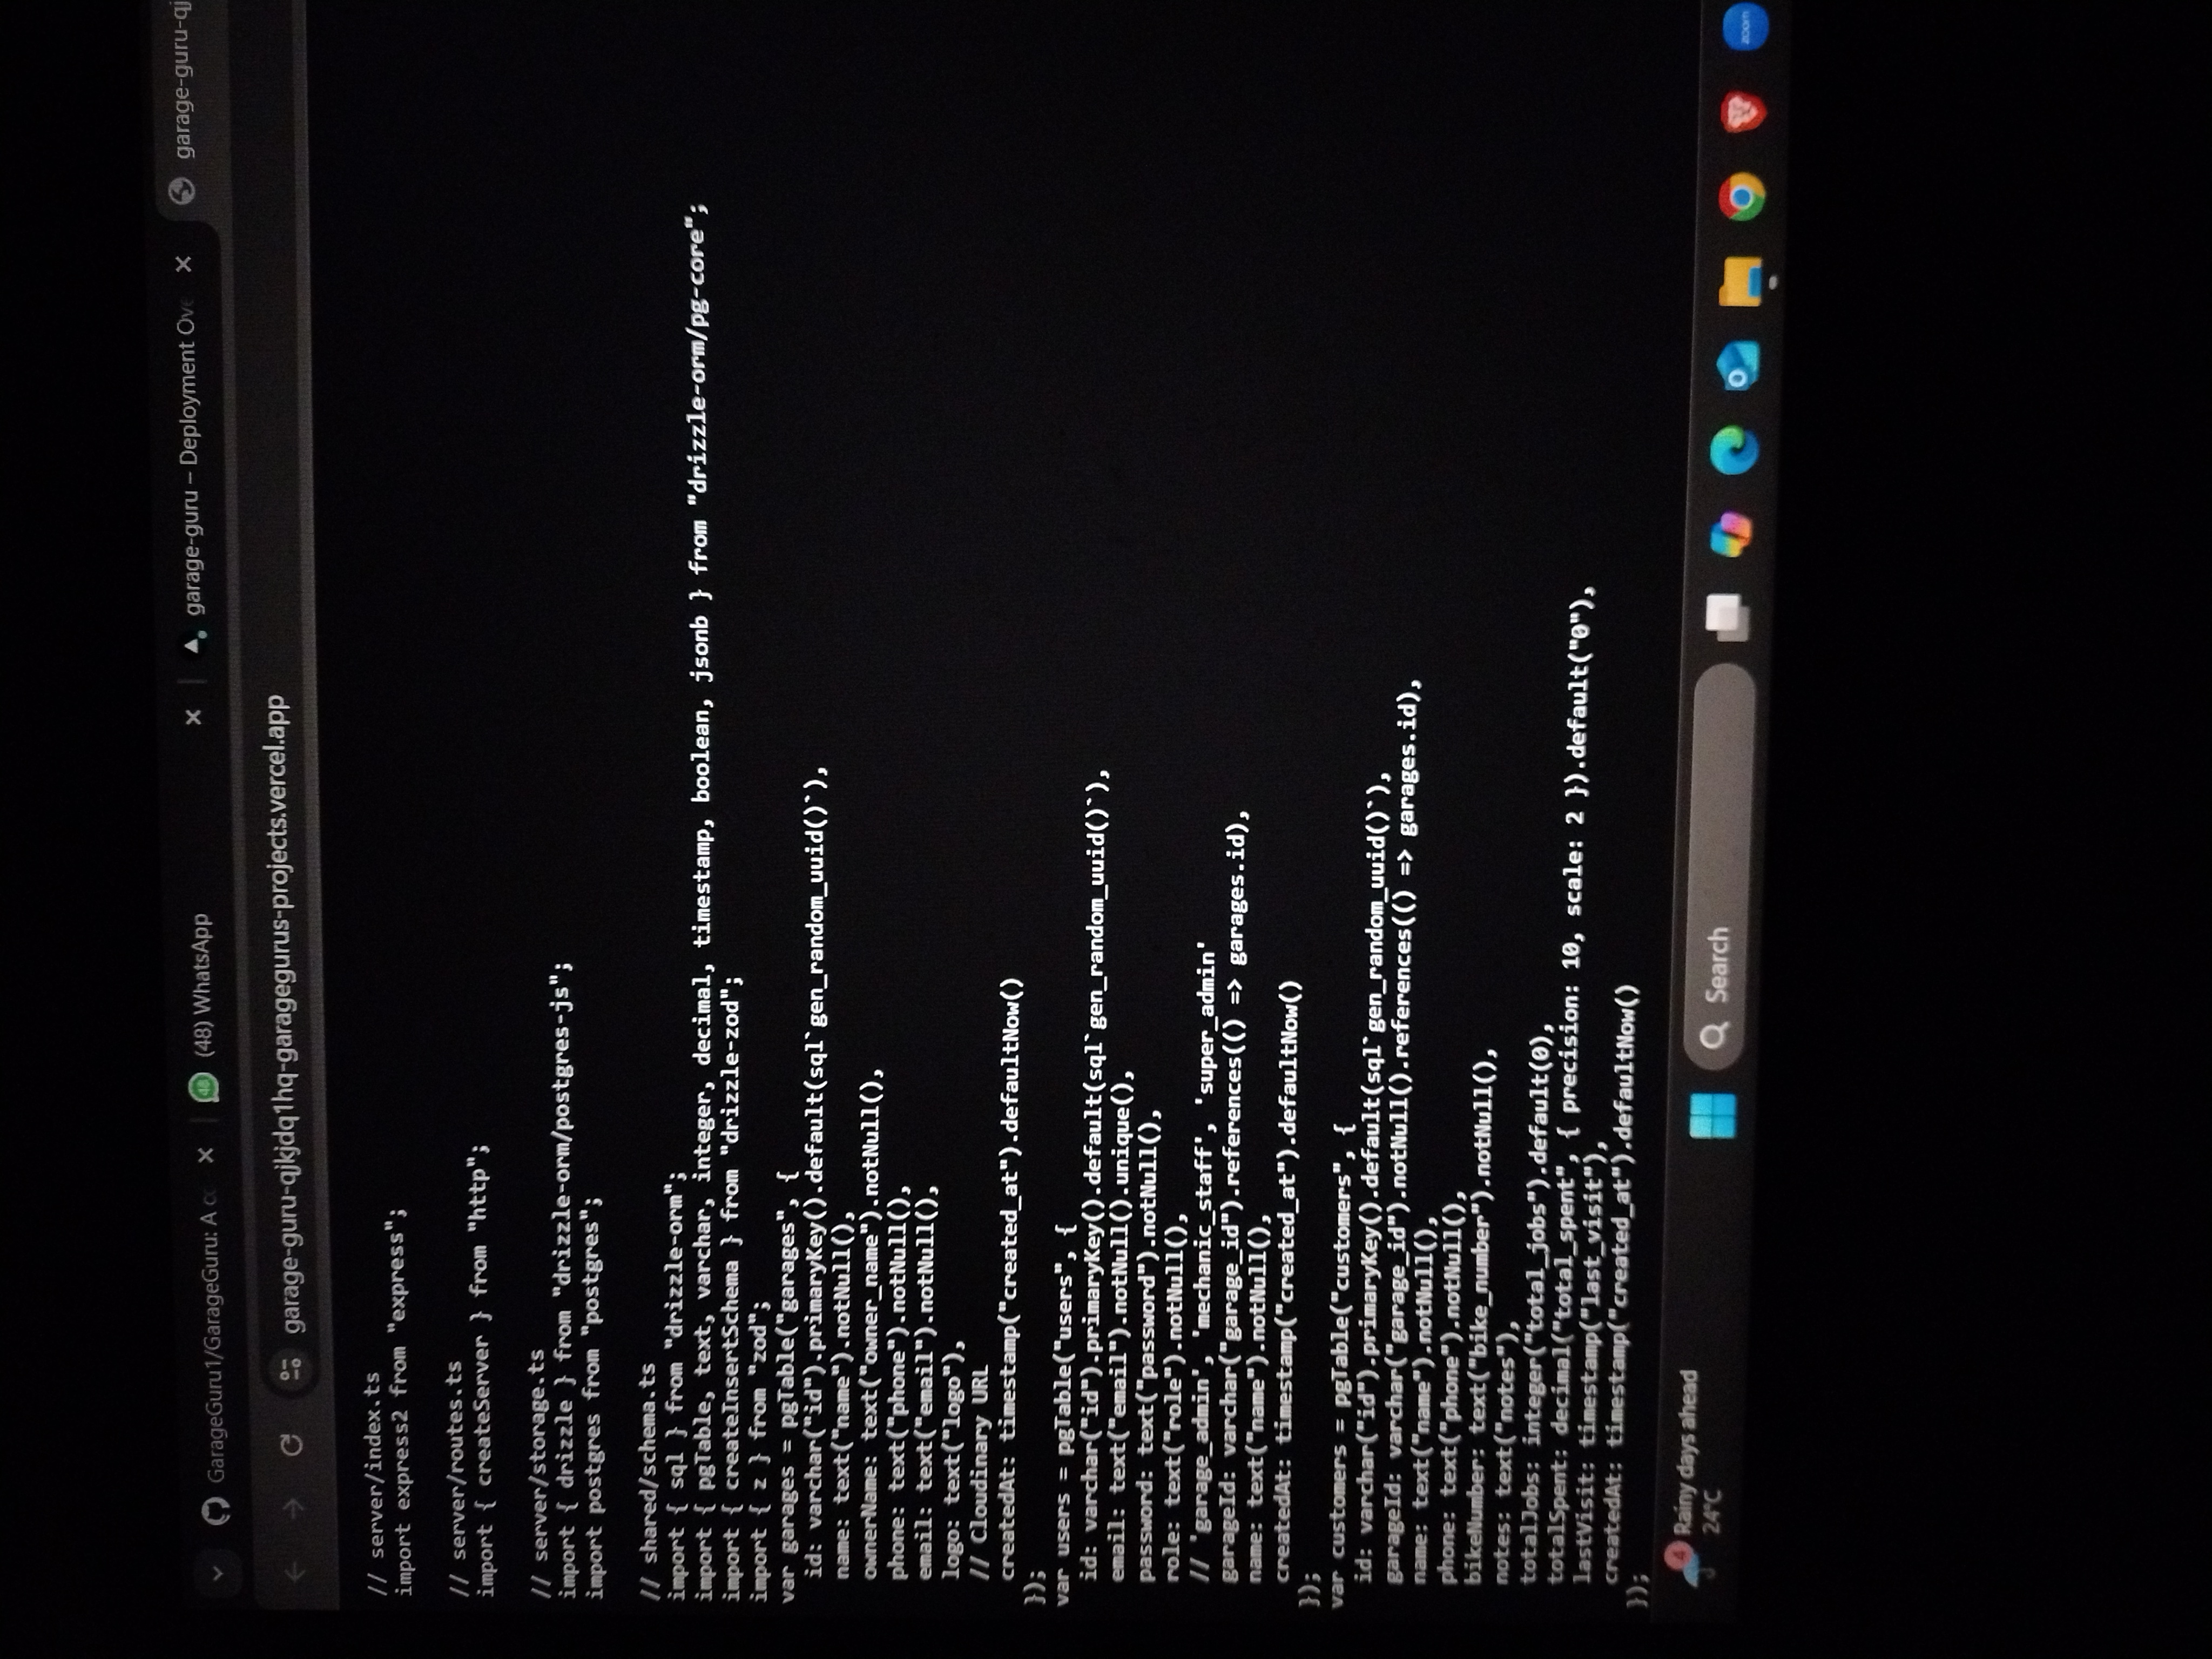 GarageGuru1/GarageGuru: A co
(48) WhatsApp
garage-guru – Deployment Ove
garage-guru-qj
garage-guru-qjkjdq1hq-garagegurus-projects.vercel.app
// server/index.ts
import express2 from "express";
// server/routes.ts
import { createServer } from "http";
// server/storage.ts
import { drizzle } from "drizzle-orm/postgres-js";
import postgres from "postgres";
// shared/schema.ts
import { sql } from "drizzle-orm";
import { pgTable, text, varchar, integer, decimal, timestamp, boolean, jsonb } from "drizzle-orm/pg-core";
import { createInsertSchema } from "drizzle-zod";
import { z } from "zod";
var garages = pgTable("garages", {
  id: varchar("id").primaryKey().default(sql`gen_random_uuid()`),
  name: text("name").notNull(),
  ownerName: text("owner_name").notNull(),
  phone: text("phone").notNull(),
  email: text("email").notNull(),
  logo: text("logo"),
  // Cloudinary URL
  createdAt: timestamp("created_at").defaultNow()
});
var users = pgTable("users", {
  id: varchar("id").primaryKey().default(sql`gen_random_uuid()`),
  email: text("email").notNull().unique(),
  password: text("password").notNull(),
  role: text("role").notNull(),
  // 'garage_admin', 'mechanic_staff', 'super_admin'
  garageId: varchar("garage_id").references(() => garages.id),
  name: text("name").notNull(),
  createdAt: timestamp("created_at").defaultNow()
});
var customers = pgTable("customers", {
  id: varchar("id").primaryKey().default(sql`gen_random_uuid()`),
  garageId: varchar("garage_id").notNull().references(() => garages.id),
  name: text("name").notNull(),
  phone: text("phone").notNull(),
  bikeNumber: text("bike_number").notNull(),
  notes: text("notes"),
  totalJobs: integer("total_jobs").default(0),
  totalSpent: decimal("total_spent", { precision: 10, scale: 2 }).default("0"),
  lastVisit: timestamp("last_visit"),
  createdAt: timestamp("created_at").defaultNow()
});
4
Rainy days ahead
24°C
Search
zoom